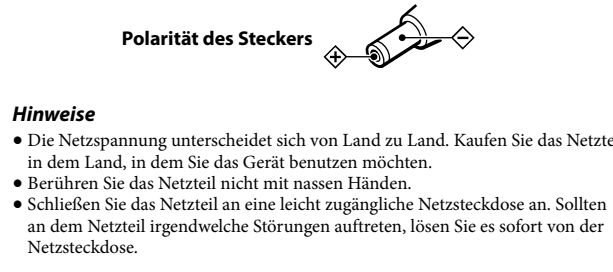 Polarität des Steckers
Hinweise
• Die Netzspannung unterscheidet sich von Land zu Land. Kaufen Sie das
in dem Land, in dem Sie das Gerät benutzen möchten.
• Berühren Sie das Netzteil nicht mit nassen Händen.
• Schließen Sie das Netzteil an eine leicht zugängliche Netzsteckdose an. Sollten
an dem Netzteil irgendwelche Störungen auftreten, lösen Sie es sofort von der
Netzsteckdose.